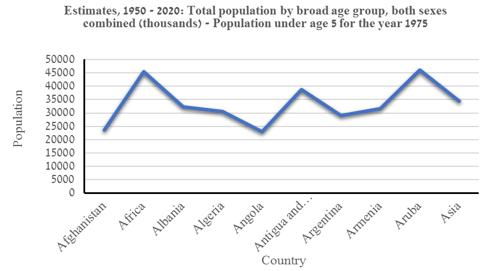 Estimates, 1950 - 2020: Total population by broad age group, both sexes
combined (thousands) - Population under age 5 for the year 1975
50000
45000
40000
35000
30000
25000
20000
15000
10000
5000
0
Population
Afghanistan
Africa
Albania
Algeria
Angola
Antigua and...
Argentina
Armenia
Aruba
Asia
Country